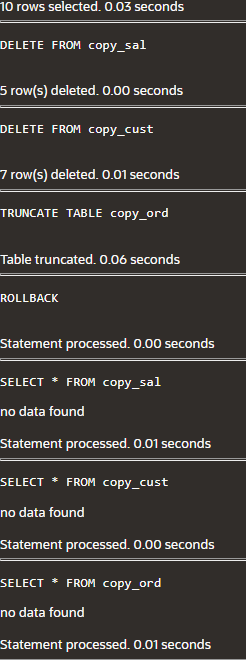 10 rows selected. 0.03 seconds
DELETE FROM copy_sal
5 row(s) deleted. 0.00 seconds
DELETE FROM copy_cust
7 row(s) deleted. 0.01 seconds
TRUNCATE TABLE copy_ord
Table truncated. 0.06 seconds
ROLLBACK
Statement processed. 0.00 seconds
SELECT * FROM copy_sal
no data found
Statement processed. 0.01 seconds
SELECT * FROM copy_cust
no data found
Statement processed. 0.00 seconds
SELECT * FROM copy_ord
no data found
Statement processed. 0.01 seconds